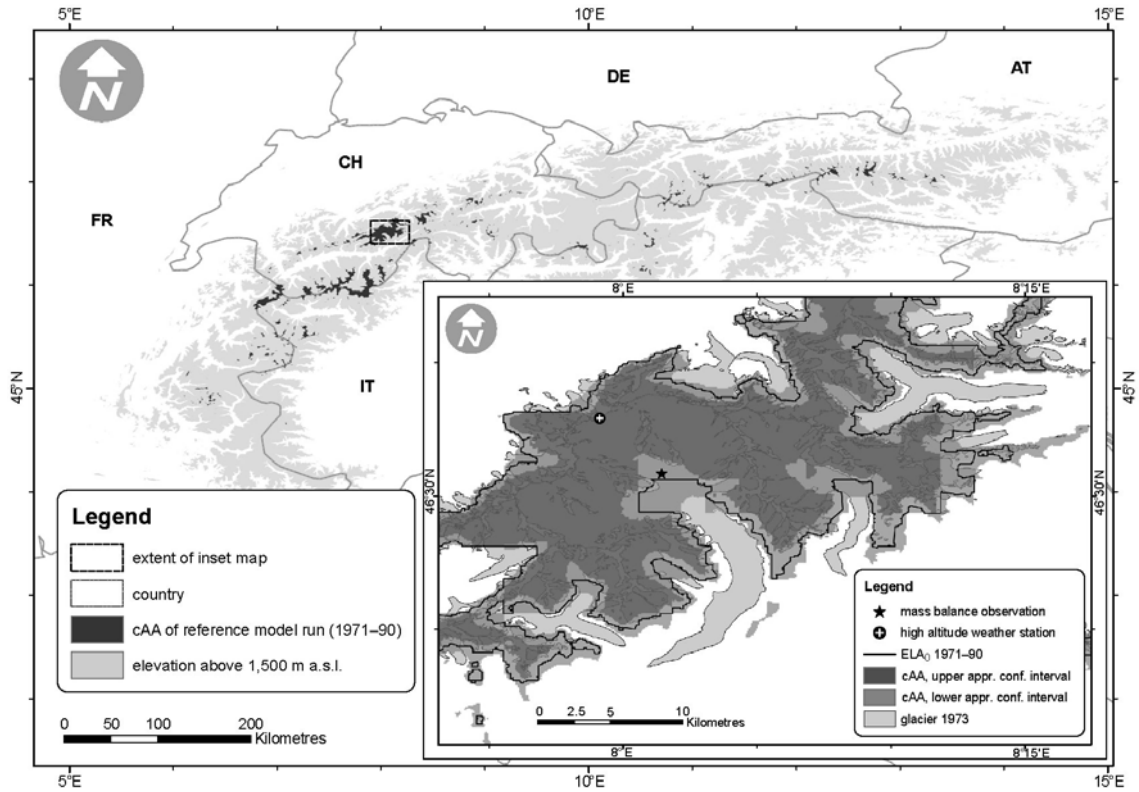 5°E
10°E
15°E
N
DE
AT
CH
FR
IT
45°N
45°N
Legend
extent of inset map
country
cAA of reference model run (1971–90)
elevation above 1,500 m a.s.l.
0 50 100 200
Kilometres
8°E
8°15'E
N
46°30'N
46°30'N
Legend
mass balance observation
high altitude weather station
ELA₀ 1971–90
cAA, upper appr. conf. interval
cAA, lower appr. conf. interval
glacier 1973
0 2.5 5 10
Kilometres
8°E
8°15'E
5°E
10°E
15°E